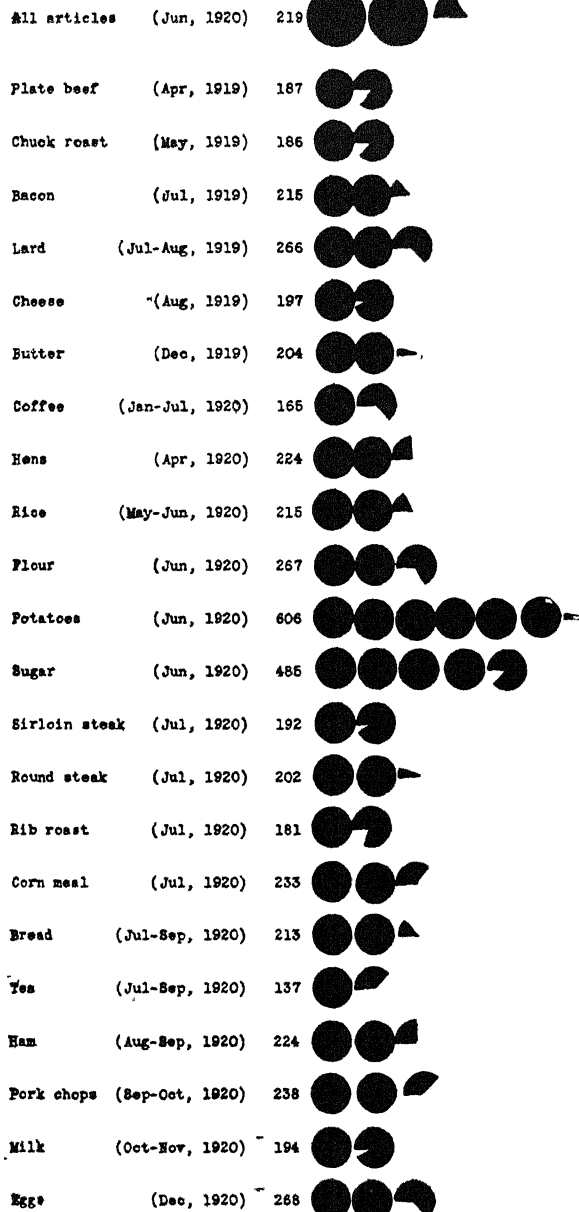 All articles (Jun, 1920) 219
Plate beef (Apr, 1919) 187
Chuck roast (May, 1919) 186
Bacon (Jul, 1919) 215
Lard (Jul-Aug, 1919) 266
Cheese (Aug, 1919) 197
Butter (Dec, 1919) 204
Coffee (Jan-Jul, 1920) 165
Hens (Apr, 1920) 224
Rice (May-Jun, 1920) 215
Flour (Jun, 1920) 267
Potatoes (Jun, 1920) 606
Sugar (Jun, 1920) 485
Sirloin steak (Jul, 1920) 192
Round steak (Jul, 1920) 202
Rib roast (Jul, 1920) 181
Corn meal (Jul, 1920) 233
Bread (Jul-Sep, 1920) 213
Tea (Jul-Sep, 1920) 137
Ham (Aug-Sep, 1920) 224
Pork chops (Sep-Oct, 1920) 238
Milk (Oct-Nov, 1920) 194
Eggs (Dec, 1920) 268